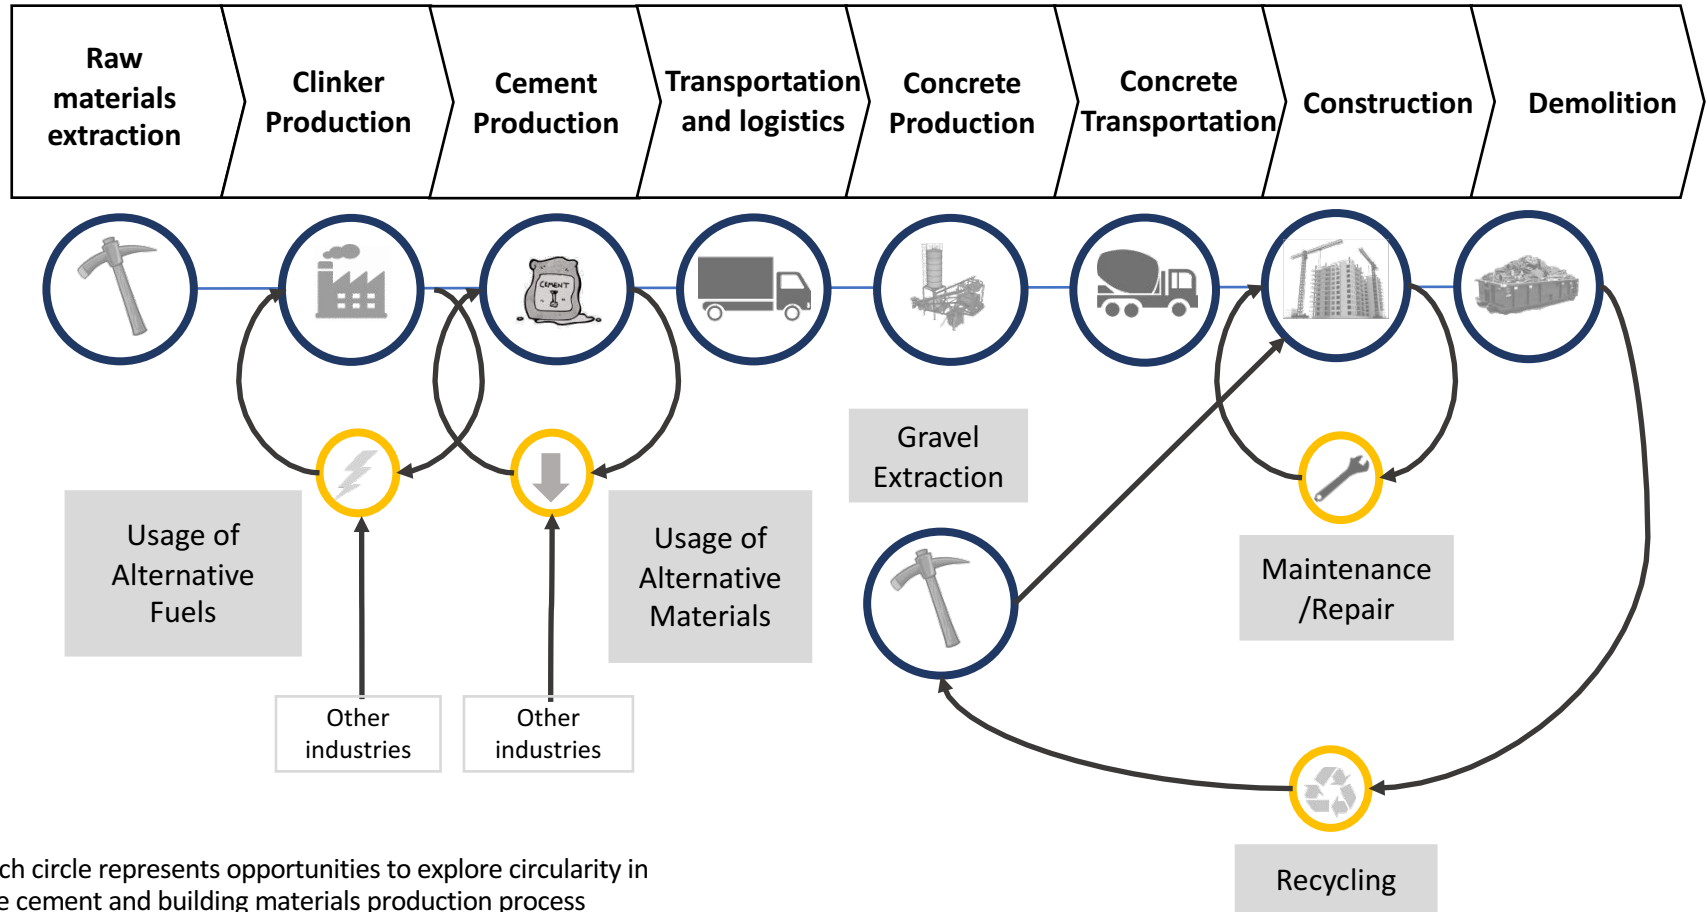 Raw
materials
extraction
Clinker
Production
Cement
Production
Transportation
and logistics
Concrete
Production
Concrete
Transportation
Construction
Demolition
CEMENT
Gravel
Extraction
Usage of
Alternative
Fuels
Usage of
Alternative
Materials
Maintenance
/Repair
Other
industries
Other
industries
Recycling
ch circle represents opportunities to explore circularity in
e cement and building materials production process